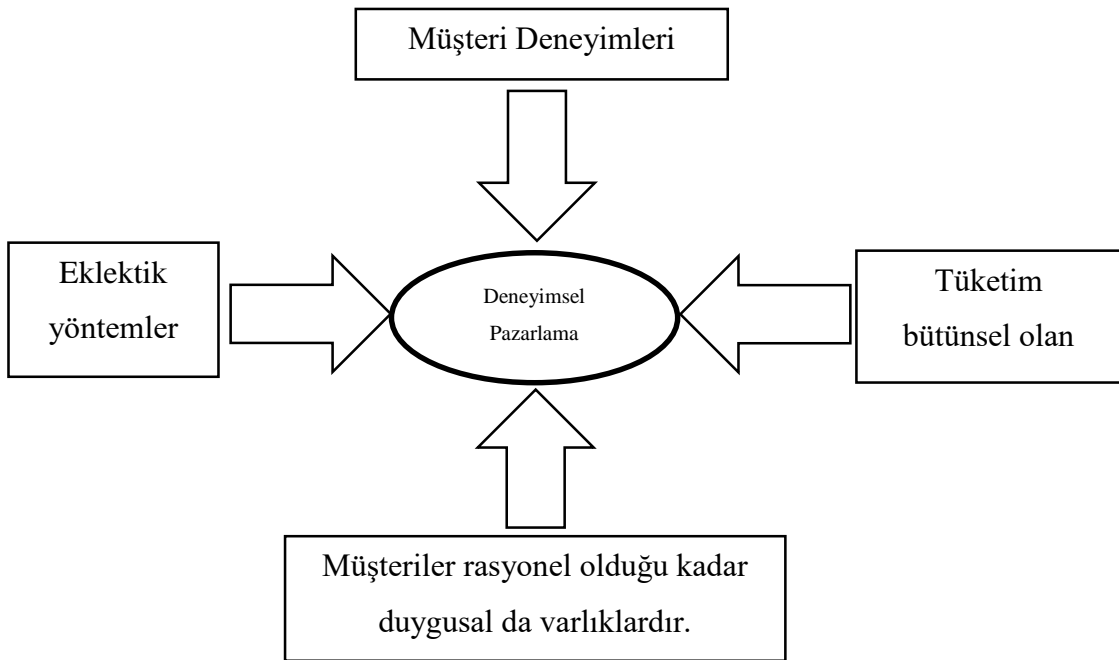 Müşteri Deneyimleri
Eklektik
yöntemler
Deneyimsel
Pazarlama
Tüketim
bütünsel olan
Müşteriler rasyonel olduğu kadar
duygusal da varlıklardır.